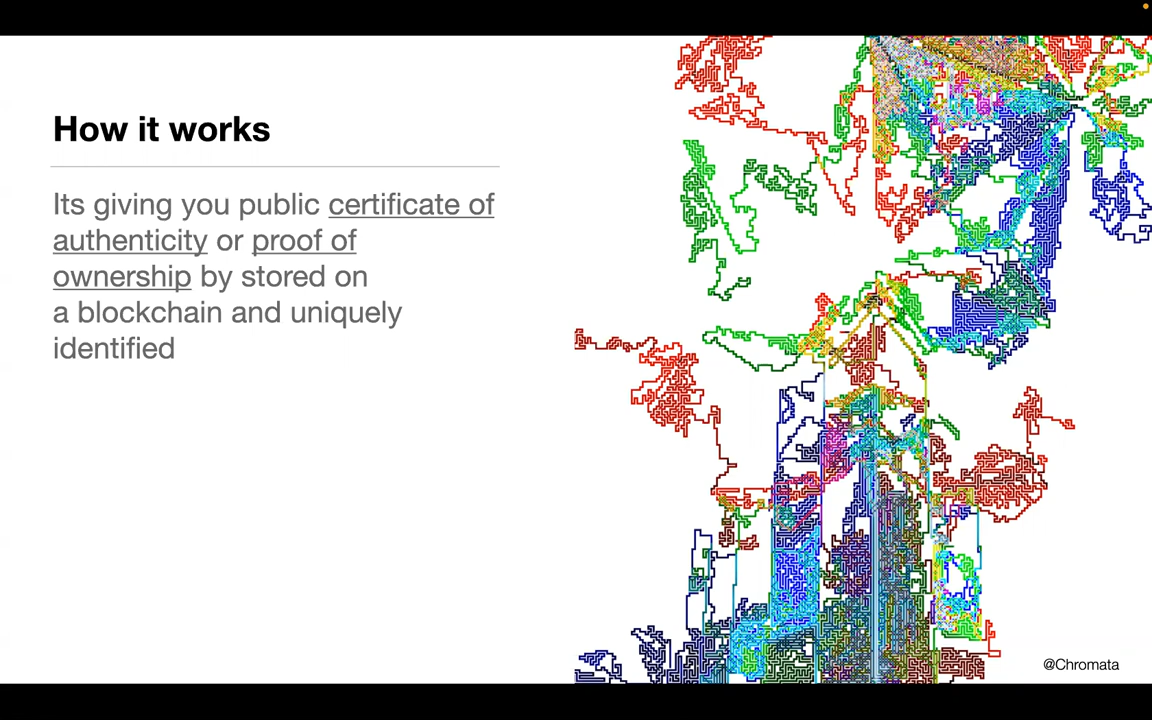 How it works
Its giving you public certificate of
authenticity or proof of
ownership by stored on
a blockchain and uniquely
identified
@Chromata